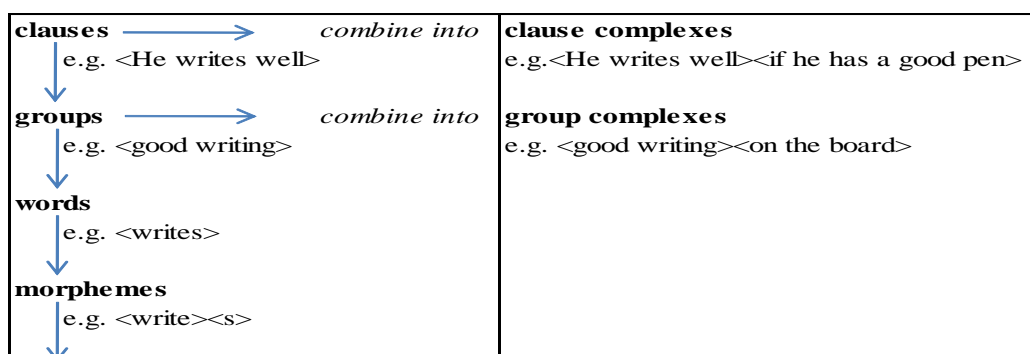 clauses combine into clause complexes
e.g. <He writes well> e.g.<He writes well><if he has a good pen>
groups combine into group complexes
e.g. <good writing> e.g. <good writing><on the board>
words
e.g. <writes>
morphemes
e.g. <write><s>